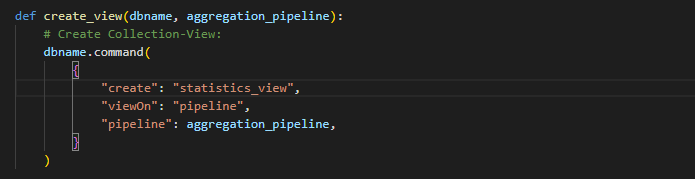 def create_view(dbname, aggregation_pipeline):
    # Create Collection-View:
    dbname.command(
        {
            "create": "statistics_view",
            "viewOn": "pipeline",
            "pipeline": aggregation_pipeline,
        }
    )